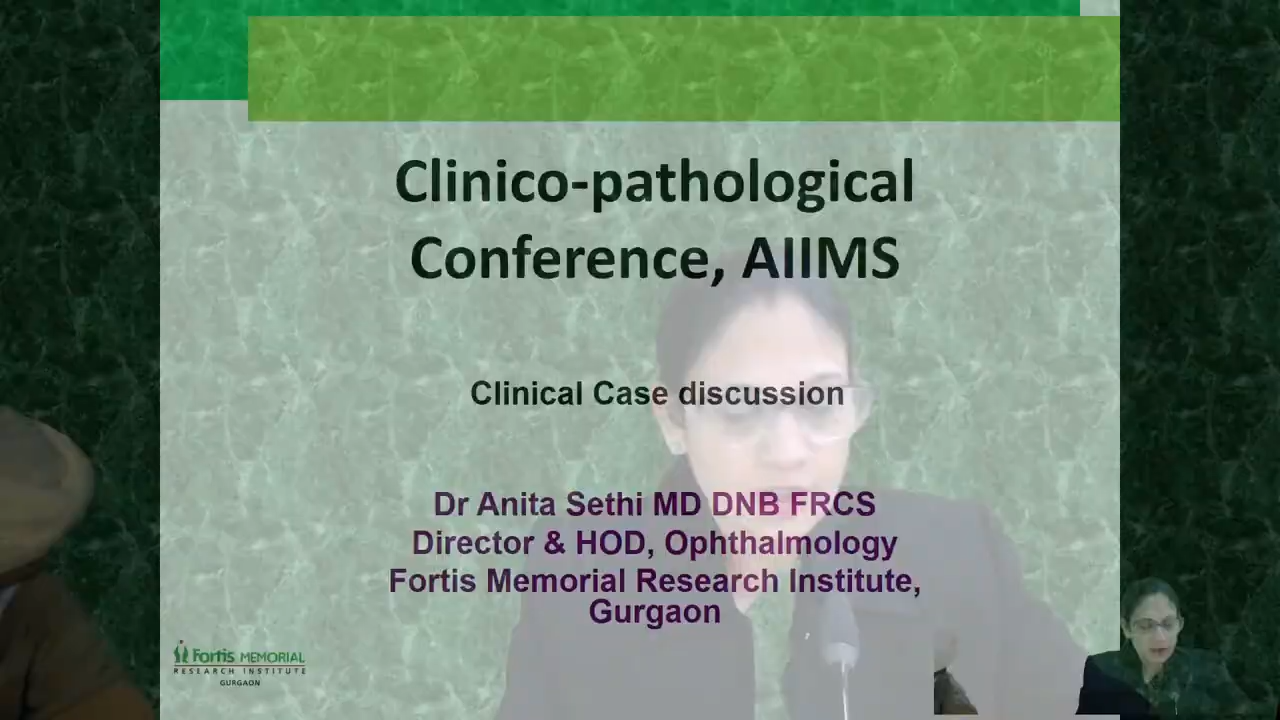 Clinico-pathological
Conference, AIIMS
Clinical Case discussion
Dr Anita Sethi MD DNB FRCS
Director & HOD, Ophthalmology
Fortis Memorial Research Institute,
Gurgaon
Fortis MEMORIAL
RESEARCH INSTITUTE
GURGAON